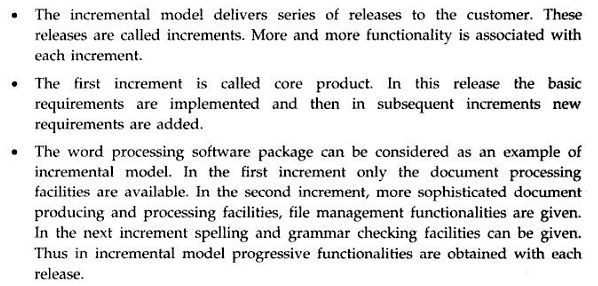 • The incremental model delivers series of releases to the customer. These
releases are called increments. More and more functionality is associated with
each increment.
• The first increment is called core product. In this release the basic
requirements are implemented and then in subsequent increments new
requirements are added.
• The word processing software package can be considered as an example of
incremental model. In the first increment only the document processing
facilities are available. In the second increment, more sophisticated document
producing and processing facilities, file management functionalities are given.
In the next increment spelling and grammar checking facilities can be given.
Thus in incremental model progressive functionalities are obtained with each
release.